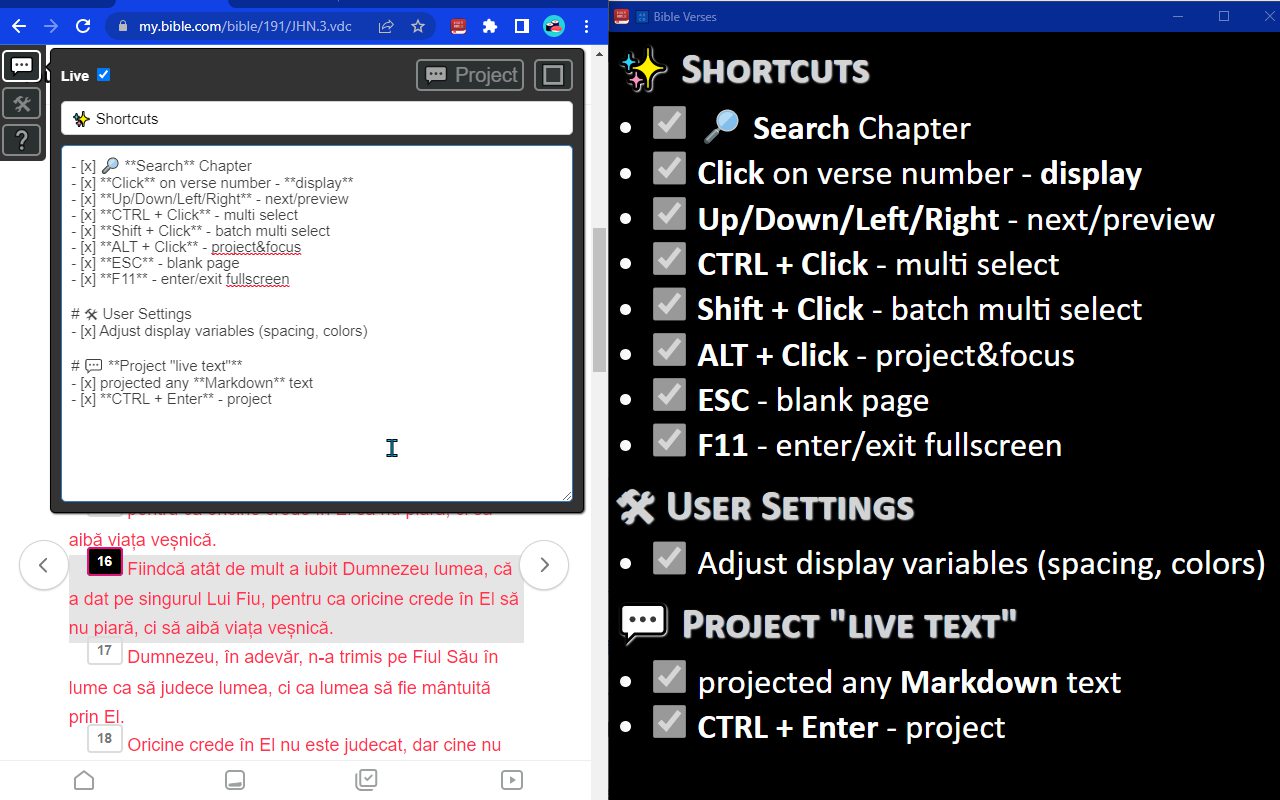 my.bible.com/bible/191/JHN.3.vdc
Live
Project
?
✨ Shortcuts
- [x] 🔎 **Search** Chapter
- [x] **Click** on verse number - **display**
- [x] **Up/Down/Left/Right** - next/preview
- [x] **CTRL + Click** - multi select
- [x] **Shift + Click** - batch multi select
- [x] **ALT + Click** - project&focus
- [x] **ESC** - blank page
- [x] **F11** - enter/exit fullscreen
# 🛠 User Settings
- [x] Adjust display variables (spacing, colors)
# 💬 **Project "live text"**
- [x] projected any **Markdown** text
- [x] **CTRL + Enter** - project
aibă viața veșnică.
16 Fiindcă atât de mult a iubit Dumnezeu lumea, că
a dat pe singurul Lui Fiu, pentru ca oricine crede în El să
nu piară, ci să aibă viața veșnică.
17 Dumnezeu, în adevăr, n-a trimis pe Fiul Său în
lume ca să judece lumea, ci ca lumea să fie mântuită
prin El.
18 Oricine crede în El nu este judecat, dar cine nu
Bible Verses
✨ Shortcuts
• ✔ 🔎 Search Chapter
• ✔ Click on verse number - display
• ✔ Up/Down/Left/Right - next/preview
• ✔ CTRL + Click - multi select
• ✔ Shift + Click - batch multi select
• ✔ ALT + Click - project&focus
• ✔ ESC - blank page
• ✔ F11 - enter/exit fullscreen
🛠 User Settings
• ✔ Adjust display variables (spacing, colors)
💬 Project "live text"
• ✔ projected any Markdown text
• ✔ CTRL + Enter - project